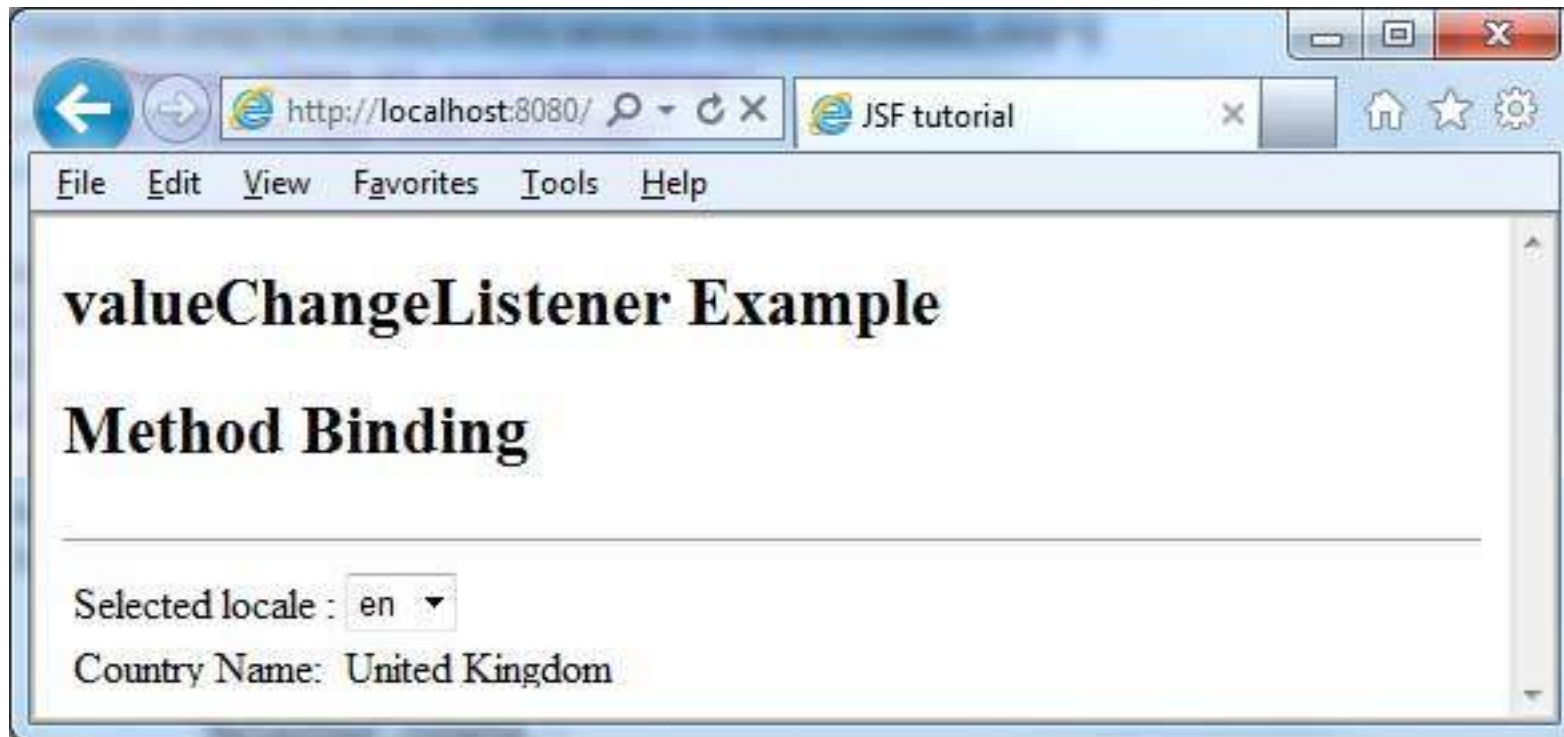 http://localhost:8080/
JSF tutorial
File Edit View Favorites Tools Help
valueChangeListener Example
Method Binding
Selected locale : en
Country Name: United Kingdom